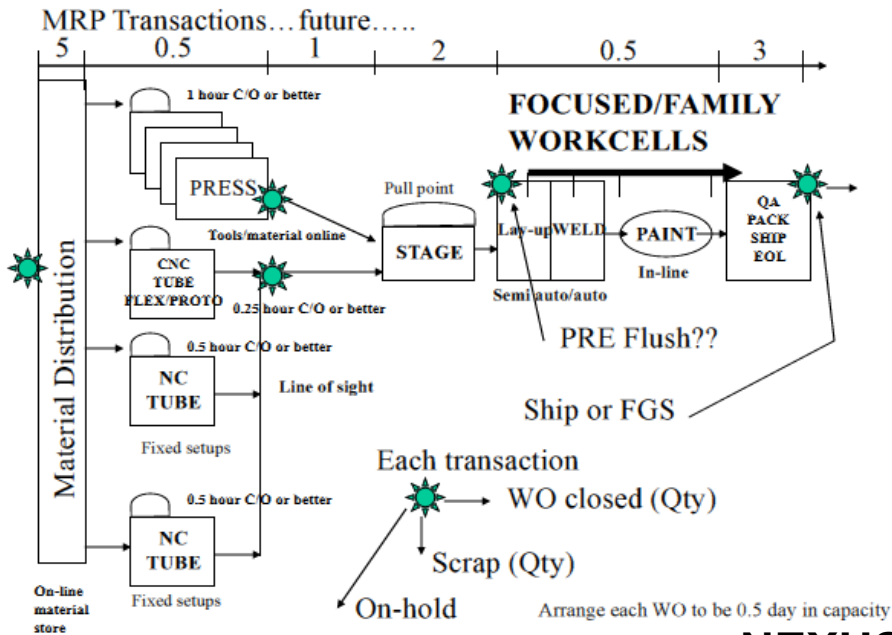 MRP Transactions…future…..
5 0.5 1 2 0.5 3
1 hour C/O or better
PRESS
Tools/material online
Material Distribution
CNC
TUBE
FLEX/PROTO
0.25 hour C/O or better
0.5 hour C/O or better
NC
TUBE
Fixed setups
Line of sight
0.5 hour C/O or better
NC
TUBE
Fixed setups
On-line
material
store
Pull point
STAGE
FOCUSED/FAMILY
WORKCELLS
Lay-up WELD
Semi auto/auto
PAINT
In-line
QA
PACK
SHIP
EOL
PRE Flush??
Ship or FGS
Each transaction
WO closed (Qty)
Scrap (Qty)
On-hold
Arrange each WO to be 0.5 day in capacity